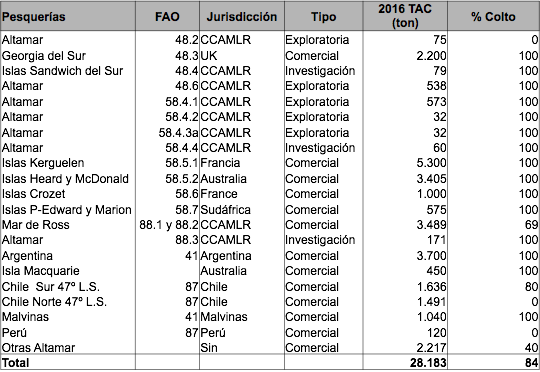 Pesquerías FAO Jurisdicción Tipo 2016 TAC (ton) % Colto
Altamar 48.2 CCAMLR Exploratoria 75 0
Georgia del Sur 48.3 UK Comercial 2.200 100
Islas Sandwich del Sur 48.4 CCAMLR Investigación 79 100
Altamar 48.6 CCAMLR Exploratoria 538 100
Altamar 58.4.1 CCAMLR Exploratoria 573 100
Altamar 58.4.2 CCAMLR Exploratoria 32 100
Altamar 58.4.3a CCAMLR Exploratoria 32 100
Altamar 58.4.4 CCAMLR Investigación 60 100
Islas Kerguelen 58.5.1 Francia Comercial 5.300 100
Islas Heard y McDonald 58.5.2 Australia Comercial 3.405 100
Islas Crozet 58.6 France Comercial 1.000 100
Islas P-Edward y Marion 58.7 Sudáfrica Comercial 575 100
Mar de Ross 88.1 y 88.2 CCAMLR Comercial 3.489 69
Altamar 88.3 CCAMLR Investigación 171 100
Argentina 41 Argentina Comercial 3.700 100
Isla Macquarie Australia Comercial 450 100
Chile Sur 47º L.S. 87 Chile Comercial 1.636 80
Chile Norte 47º L.S. 87 Chile Comercial 1.491 0
Malvinas 41 Malvinas Comercial 1.040 100
Perú 87 Perú Comercial 120 0
Otras Altamar Sin Comercial 2.217 40
Total 28.183 84